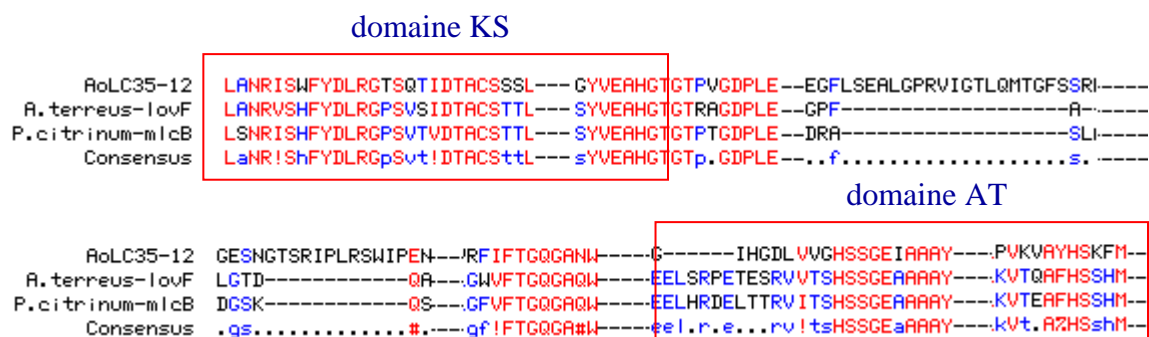 domaine KS
AoLC35-12 LANRISWFYDLRGTSQTIDTACSSSL--- GYVEAHGTGTPVGDPLE--EGFLSEALGPRVIGTLQMTGFSSRI-----
A.terreus-lovF LANRVSHFYDLRGPSVSIDTACSTTL--- SYVEAHGTGTRAGDPLE--GPF----------------A------
P.citrinum-mlcB LSNRISHFYDLRGPSVTVDTACSTTL--- SYVEAHGTGTPTGDPLE--DRA----------------SLI-----
Consensus LaNR!ShFYDLRGpSvt!DTACSttL--- sYVEAHGTGTp.GDPLE--..f....................s. .-----
domaine AT
AoLC35-12 GESNGTSRIPLRSWIPEN--/RFIFTGQGANW-----G------IHGDLVVGHSSGEIAAAY----.PVKVAYHSKFM--
A.terreus-lovF LGTD-----------QA--.GWVFTGQGAQW-----EELSRPETESRVVTSHSSGEAAAAY----.KVTQAFHSSHM--
P.citrinum-mlcB DGSK-----------QS--.GFVFTGQGAQW-----EELHRDELTTRVITSHSSGEAAAAY----.KVTEAFHSSHM--
Consensus .gs............#.----gf!FTGQGA#W-----eel.r.e...rv!tsHSSGEaAAAY----.kVt.A%HSshM--